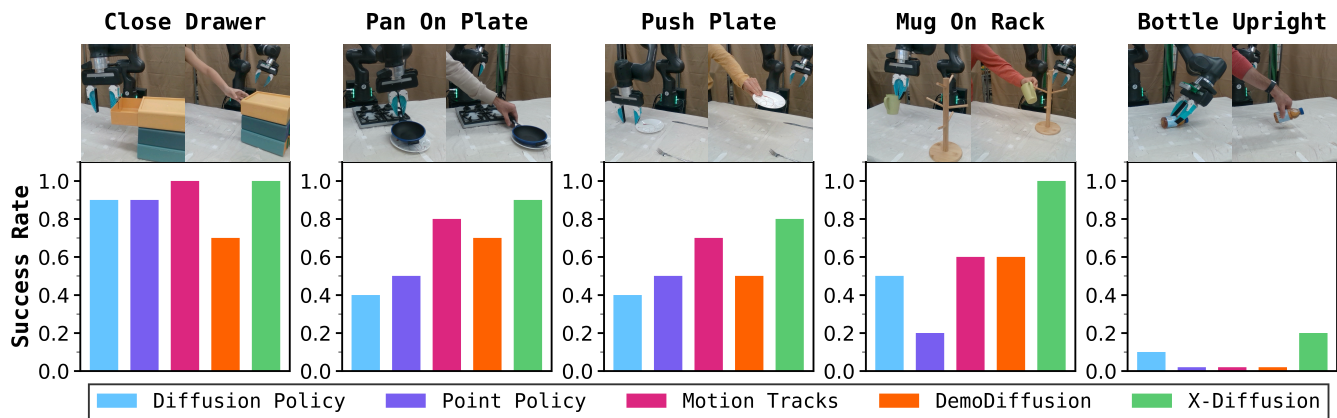 Close Drawer
Pan On Plate
Push Plate
Mug On Rack
Bottle Upright
Success Rate
1.0
0.8
0.6
0.4
0.2
0.0
1.0
0.8
0.6
0.4
0.2
0.0
1.0
0.8
0.6
0.4
0.2
0.0
1.0
0.8
0.6
0.4
0.2
0.0
1.0
0.8
0.6
0.4
0.2
0.0
Diffusion Policy
Point Policy
Motion Tracks
DemoDiffusion
X-Diffusion